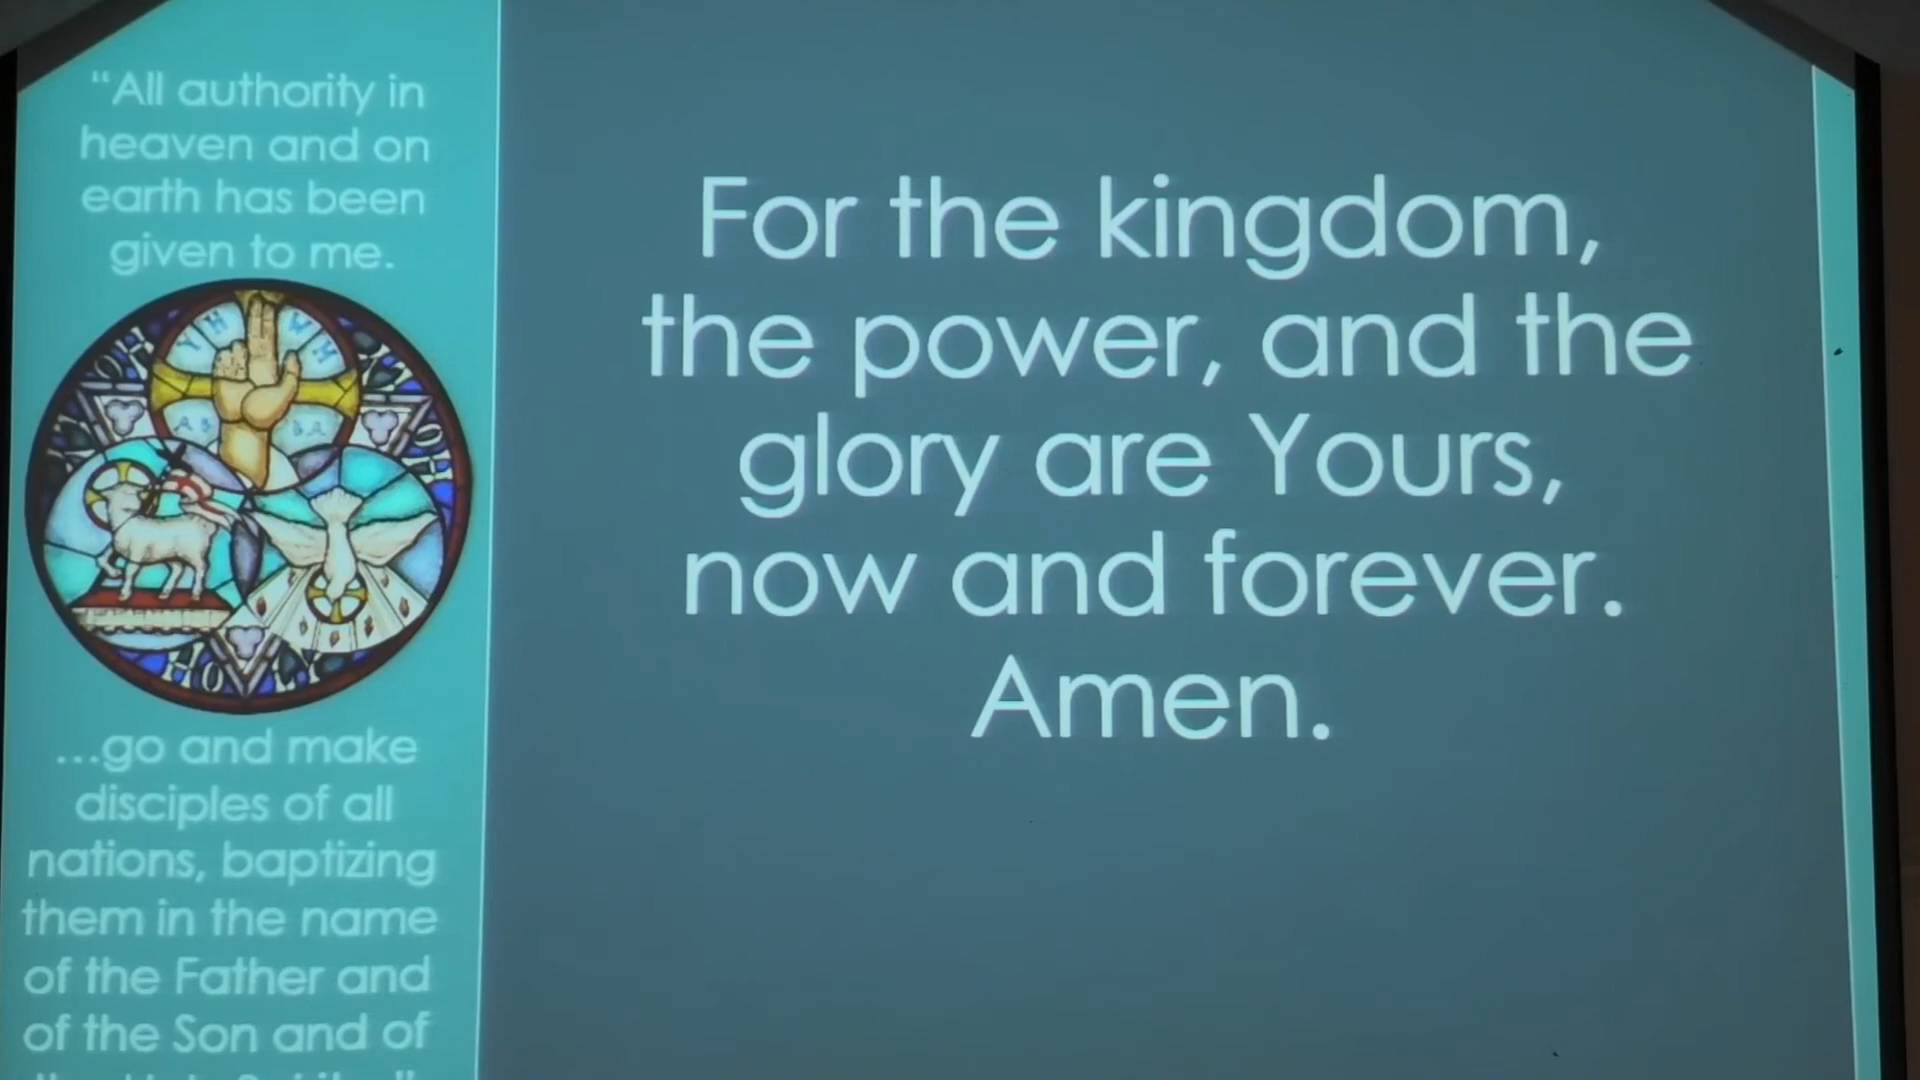 “All authority in
heaven and on
earth has been
given to me.
…go and make
disciples of all
nations, baptizing
them in the name
of the Father and
of the Son and of
For the kingdom,
the power, and the
glory are Yours,
now and forever.
Amen.